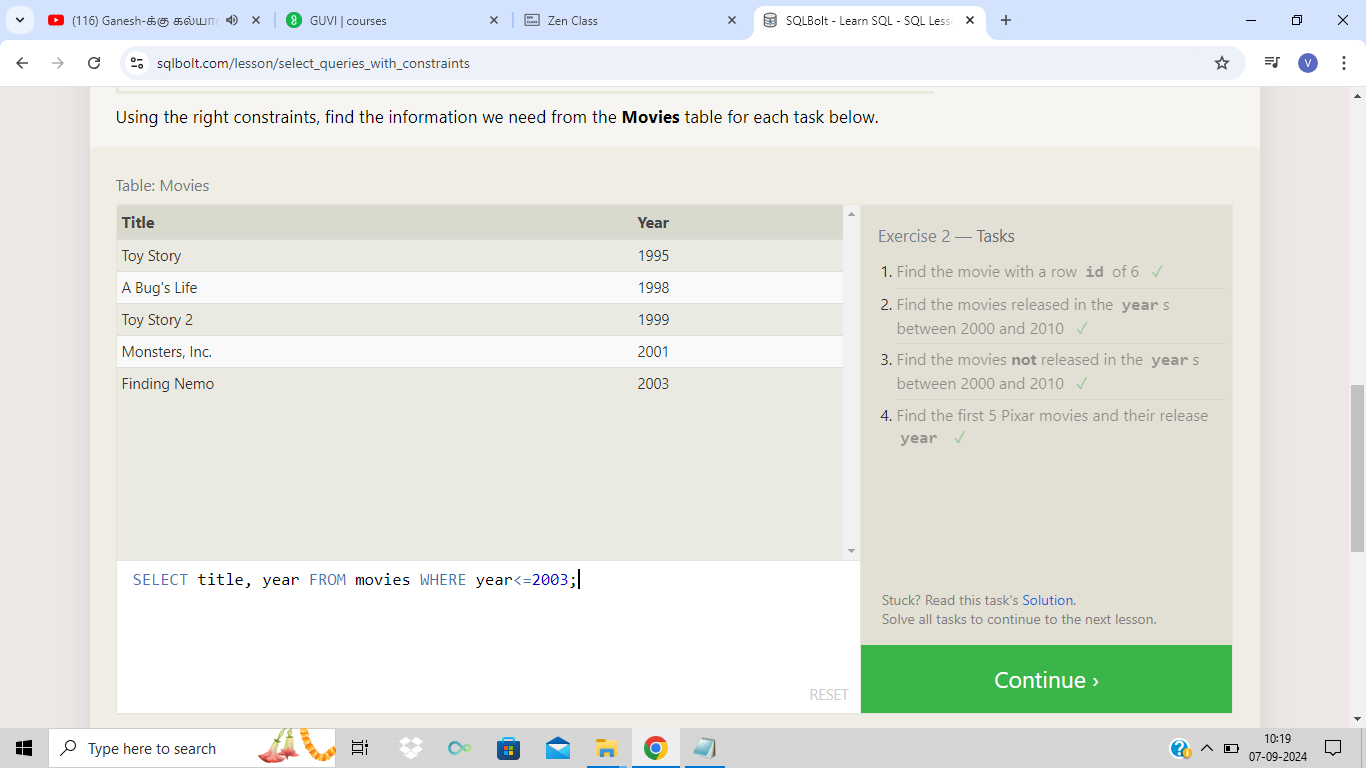 (116) Ganesh-க்கு கல்யா
GUVI | courses
Zen Class
SQLBolt - Learn SQL - SQL Less
sqlbolt.com/lesson/select_queries_with_constraints
V
Using the right constraints, find the information we need from the Movies table for each task below.
Table: Movies
Title Year
Toy Story 1995
A Bug's Life 1998
Toy Story 2 1999
Monsters, Inc. 2001
Finding Nemo 2003
Exercise 2 — Tasks
1. Find the movie with a row id of 6 ✓
2. Find the movies released in the year s
between 2000 and 2010 ✓
3. Find the movies not released in the year s
between 2000 and 2010 ✓
4. Find the first 5 Pixar movies and their release
year ✓
SELECT title, year FROM movies WHERE year<=2003;
RESET
Stuck? Read this task's Solution.
Solve all tasks to continue to the next lesson.
Continue ›
Type here to search
10:19
07-09-2024